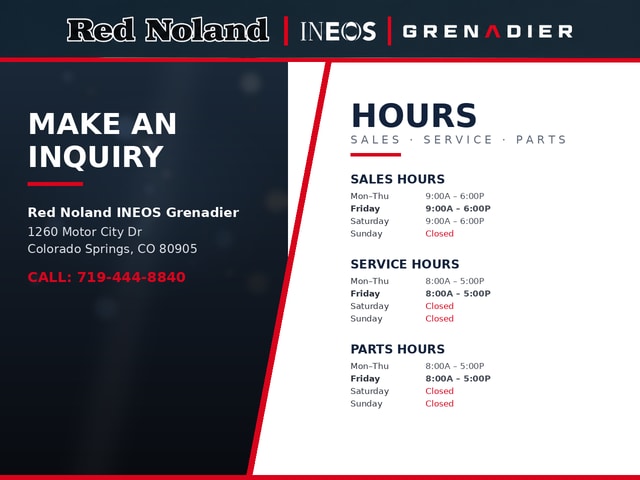 Red Noland | INEOS | GRENADIER
MAKE AN
INQUIRY
Red Noland INEOS Grenadier
1260 Motor City Dr
Colorado Springs, CO 80905
CALL: 719-444-8840
HOURS
SALES · SERVICE · PARTS
SALES HOURS
Mon–Thu 9:00A – 6:00P
Friday 9:00A – 6:00P
Saturday 9:00A – 6:00P
Sunday Closed
SERVICE HOURS
Mon–Thu 8:00A – 5:00P
Friday 8:00A – 5:00P
Saturday Closed
Sunday Closed
PARTS HOURS
Mon–Thu 8:00A – 5:00P
Friday 8:00A – 5:00P
Saturday Closed
Sunday Closed